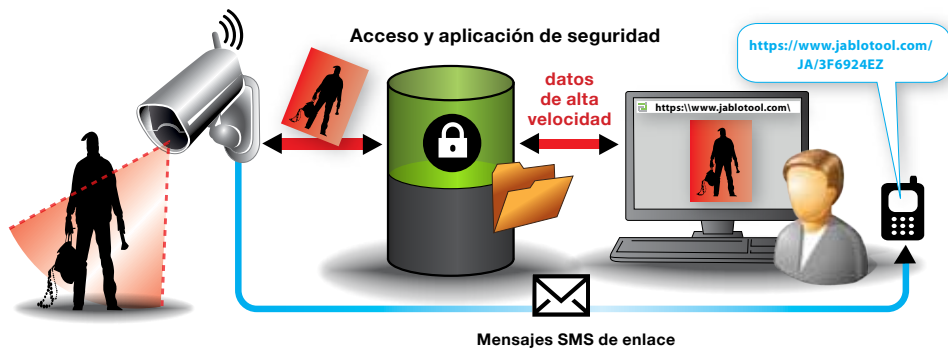 Acceso y aplicación de seguridad
https://www.jablotool.com/
JA/3F6924EZ
datos
de alta
velocidad
https:\\www.jablotool.com\
Mensajes SMS de enlace